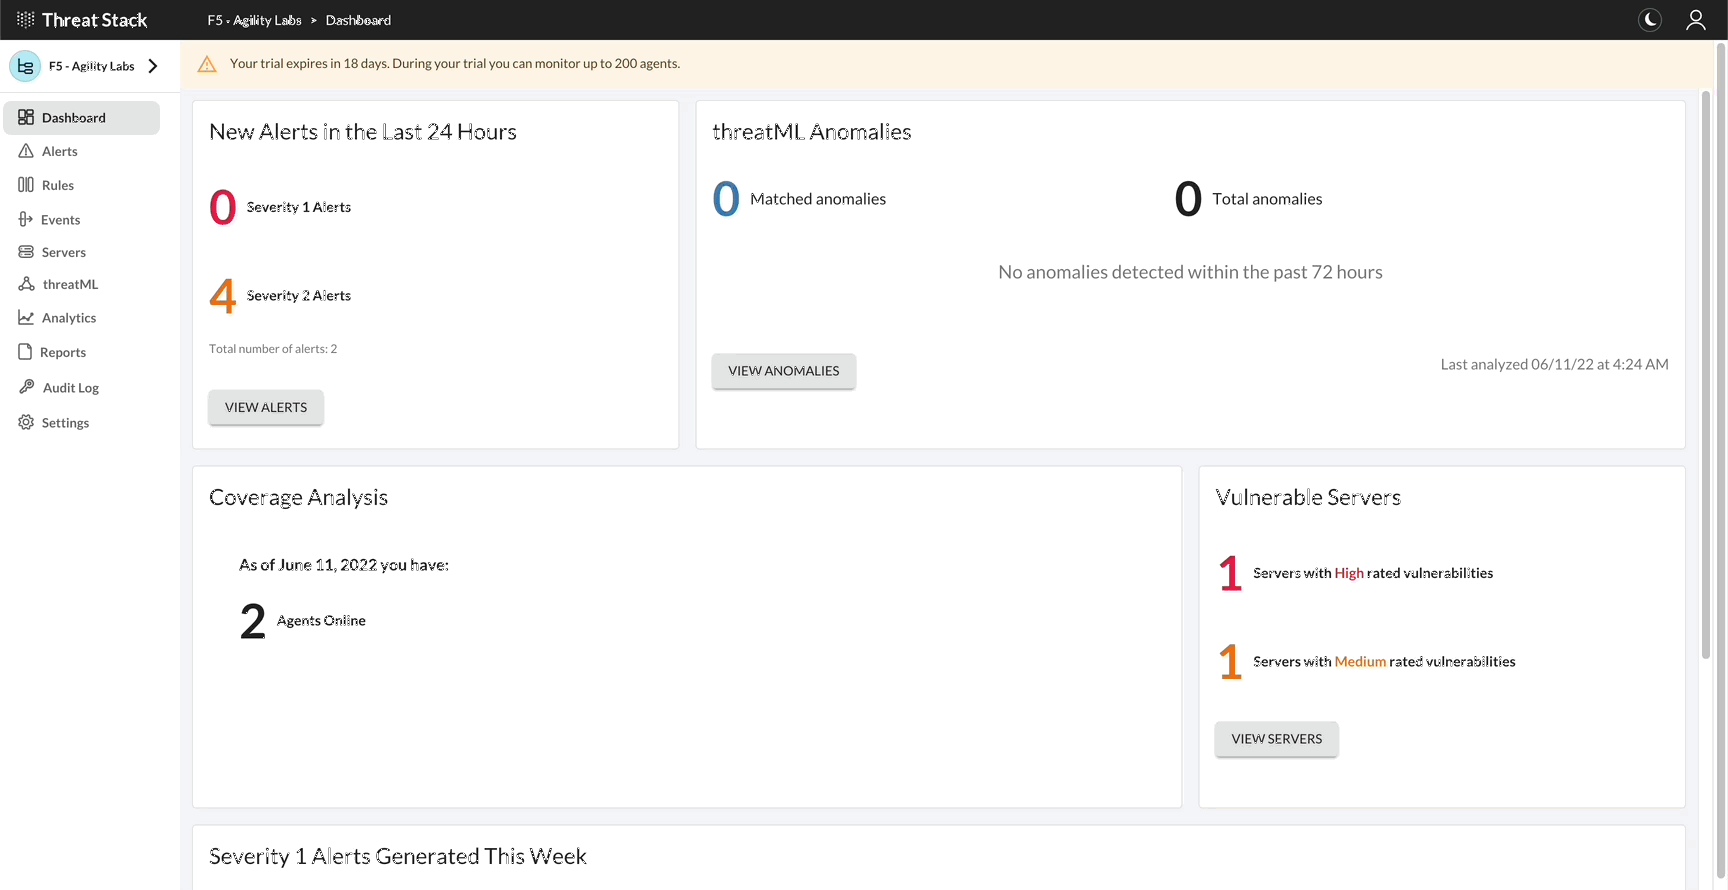 Threat Stack
F5 - Agility Labs > Dashboard
F5 - Agility Labs
Your trial expires in 18 days. During your trial you can monitor up to 200 agents.
Dashboard
Alerts
Rules
Events
Servers
threatML
Analytics
Reports
Audit Log
Settings
New Alerts in the Last 24 Hours
0 Severity 1 Alerts
4 Severity 2 Alerts
Total number of alerts: 2
VIEW ALERTS
threatML Anomalies
0 Matched anomalies
0 Total anomalies
No anomalies detected within the past 72 hours
VIEW ANOMALIES
Last analyzed 06/11/22 at 4:24 AM
Coverage Analysis
As of June 11, 2022 you have:
2 Agents Online
Vulnerable Servers
1 Servers with High rated vulnerabilities
1 Servers with Medium rated vulnerabilities
VIEW SERVERS
Severity 1 Alerts Generated This Week